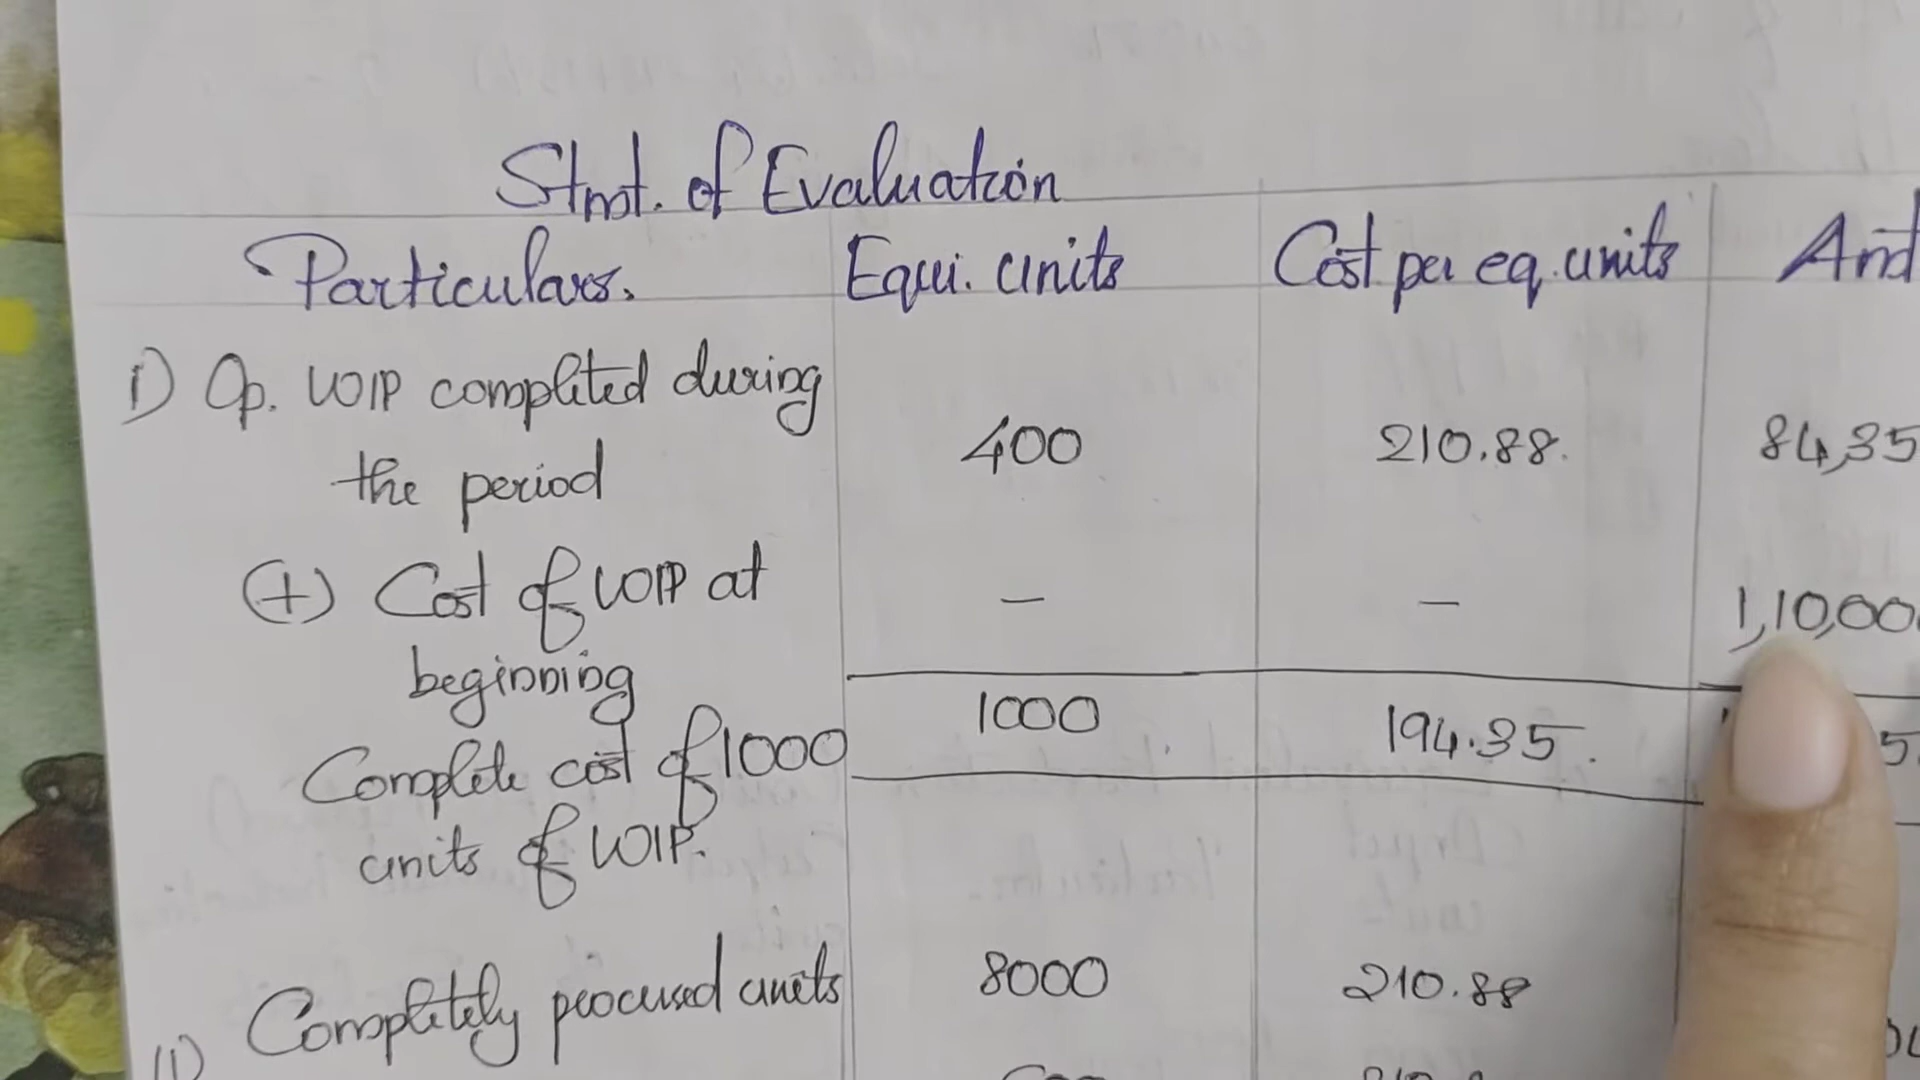 Stmt. of Evaluation
Particulars. Equi. units Cost per eq. units Amt
1) Op. WIP complited during
the period 400 210.88. 84,35
(+) Cost of WIP at
beginning - - 1,10,00
Complete cost of 1000 1000 194.35.
units of WIP.
Completely processed units 8000 210.88
11)